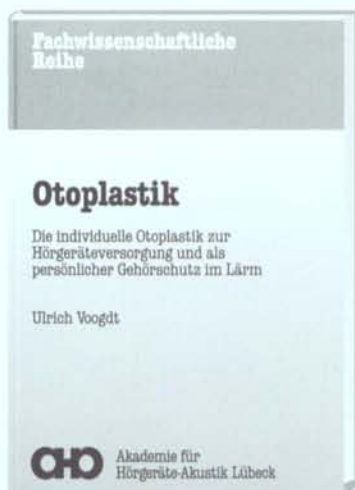 Fachwissenschaftliche
Reihe
Otoplastik
Die individuelle Otoplastik zur
Hörgeräteversorgung und als
persönlicher Gehörschutz im Lärm
Ulrich Voogdt
Akademie für
Hörgeräte-Akustik Lübeck